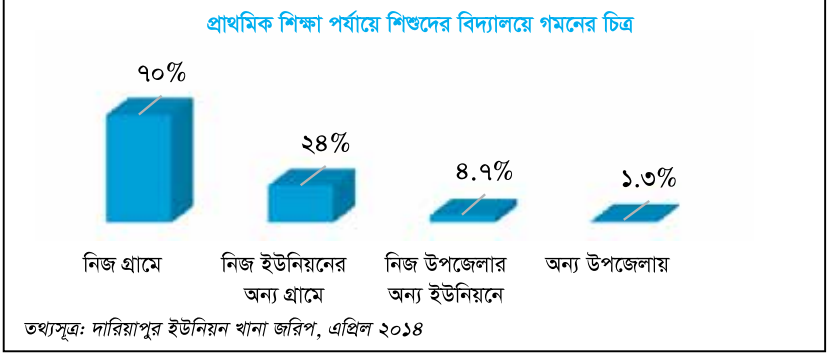 প্রাথমিক শিক্ষা পর্যায়ে শিশুদের বিদ্যালয়ে গমনের চিত্র
৭০%
২৪%
৪.৭%
১.৩%
নিজ গ্রামে
নিজ ইউনিয়নের
অন্য গ্রামে
নিজ উপজেলার
অন্য ইউনিয়নে
অন্য উপজেলায়
তথ্যসূত্র: দারিয়াপুর ইউনিয়ন খানা জরিপ, এপ্রিল ২০১৪